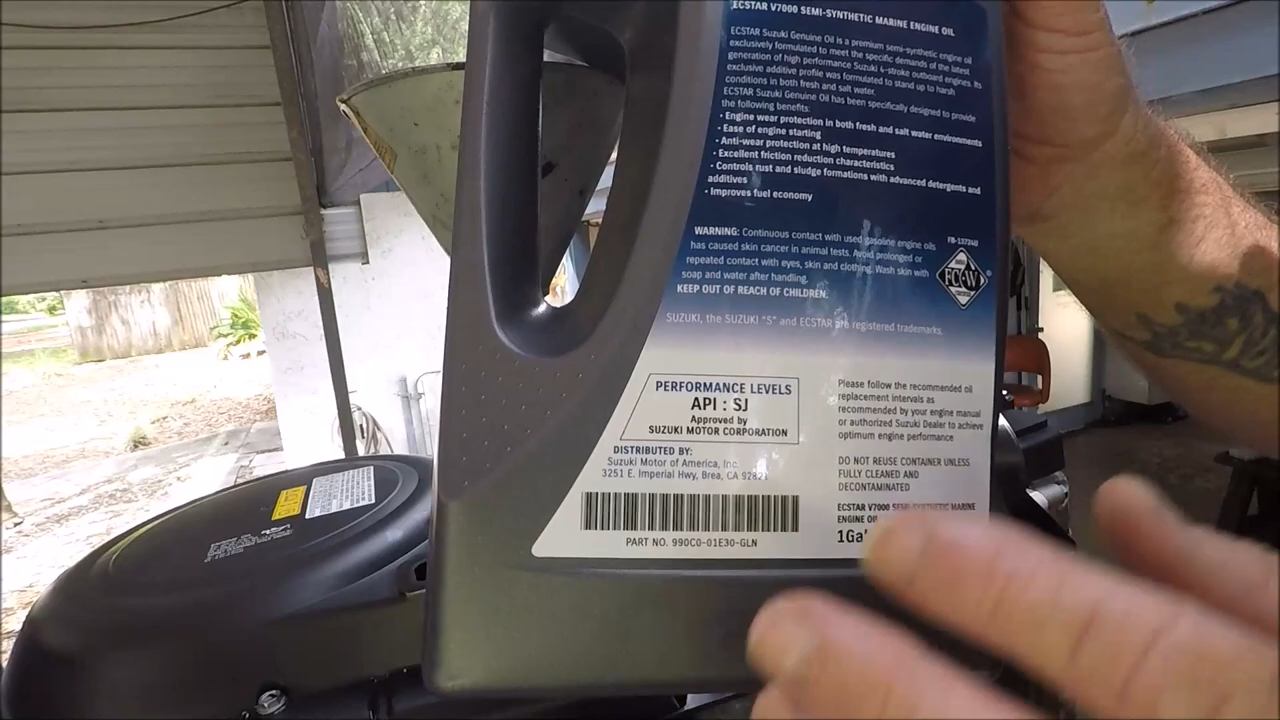 ECSTAR V7000 SEMI-SYNTHETIC MARINE ENGINE OIL
ECSTAR Suzuki Genuine Oil is a premium semi-synthetic engine oil
exclusively formulated to meet the specific demands of the latest
generation of high performance Suzuki 4-stroke outboard engines. Its
exclusive additive profile was formulated to stand up to harsh
conditions in both fresh and salt water.
ECSTAR Suzuki Genuine Oil has been specifically designed to provide
the following benefits:
• Engine wear protection in both fresh and salt water environments
• Ease of engine starting
• Anti-wear protection at high temperatures
• Excellent friction reduction characteristics
• Controls rust and sludge formations with advanced detergents and
additives
• Improves fuel economy
WARNING: Continuous contact with used gasoline engine oils
has caused skin cancer in animal tests. Avoid prolonged or
repeated contact with eyes, skin and clothing. Wash skin with
soap and water after handling.
KEEP OUT OF REACH OF CHILDREN.
FB-13724U
FC-W®
SUZUKI, the SUZUKI "S" and ECSTAR are registered trademarks.
PERFORMANCE LEVELS
API : SJ
Approved by
SUZUKI MOTOR CORPORATION
DISTRIBUTED BY:
Suzuki Motor of America, Inc.
3251 E. Imperial Hwy, Brea, CA 92821
PART NO. 990C0-01E30-GLN
Please follow the recommended oil
replacement intervals as
recommended by your engine manual
or authorized Suzuki Dealer to achieve
optimum engine performance
DO NOT REUSE CONTAINER UNLESS
FULLY CLEANED AND
DECONTAMINATED
ECSTAR V7000 SEMI-SYNTHETIC MARINE
ENGINE OIL
1Gal